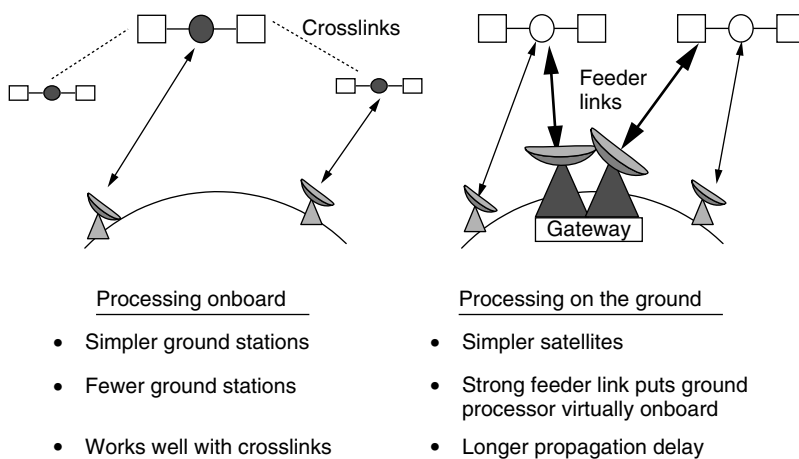 Crosslinks
Feeder
links
Gateway
Processing onboard
• Simpler ground stations
• Fewer ground stations
• Works well with crosslinks
Processing on the ground
• Simpler satellites
• Strong feeder link puts ground
processor virtually onboard
• Longer propagation delay